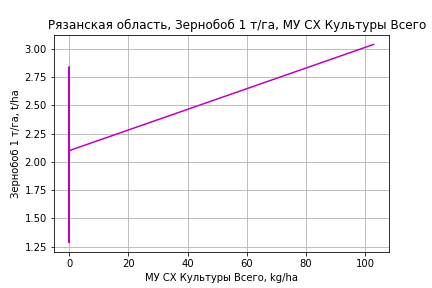 Рязанская область, Зернобоб 1 т/га, МУ СХ Культуры Всего
3.00
2.75
2.50
2.25
2.00
1.75
1.50
1.25
Зернобоб 1 т/га, t/ha
0 20 40 60 80 100
МУ СХ Культуры Всего, kg/ha